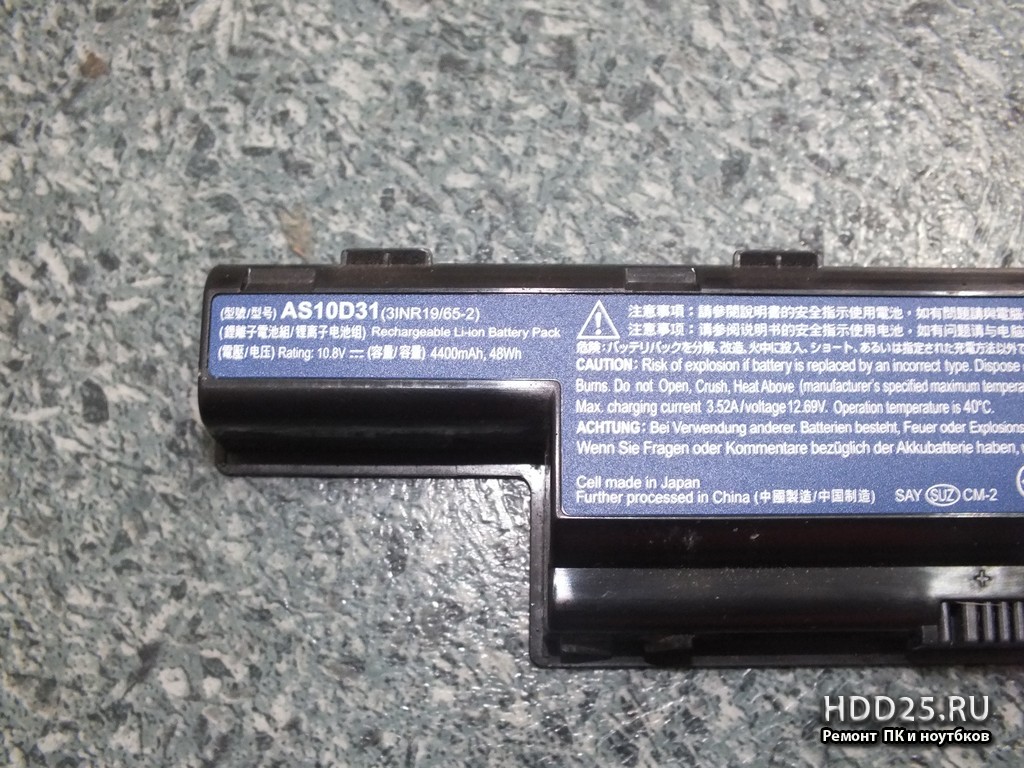 (型號/型号) AS10D31 (3INR19/65-2)
(鋰離子電池組/锂离子电池组) Rechargeable Li-ion Battery Pack
(電壓/电压) Rating: 10.8V ⎓ (容量/容量) 4400mAh, 48Wh
注意事項：請參閱說明書的安全指示使用電池，如有問題與電腦
注意事项：请参阅说明书的安全指示使用电池，如有问题请与电
危険：バッテリパックを分解、改造、火中に投入、ショート、あるいは指定された充電方法以外で
CAUTION: Risk of explosion if battery is replaced by an incorrect type. Dispose
Burns. Do not Open, Crush, Heat Above (manufacturer's specified maximum tempera
Max. charging current 3.52A/voltage 12.69V. Operation temperature is 40°C.
ACHTUNG: Bei Verwendung anderer. Batterien besteht, Feuer oder Explosions
Wenn Sie Fragen oder Kommentare bezüglich der Akkubatterie haben,
Cell made in Japan
Further processed in China (中國製造/中国制造) SAY SUZ CM-2
+
HDD25.RU
Ремонт ПК и ноутбков